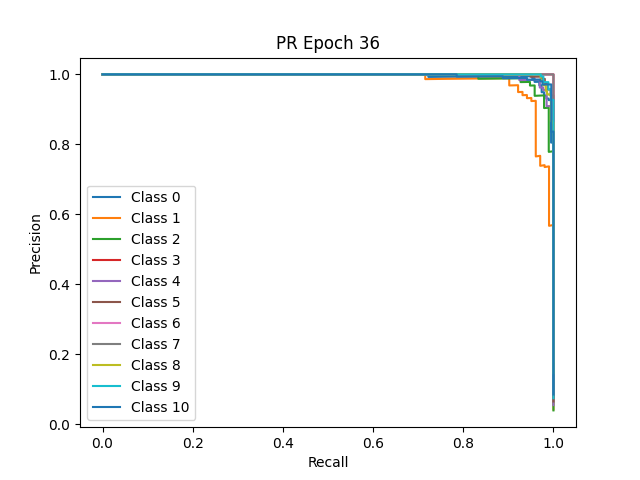 PR Epoch 36
1.0
0.8
0.6
0.4
0.2
0.0
Precision
Class 0
Class 1
Class 2
Class 3
Class 4
Class 5
Class 6
Class 7
Class 8
Class 9
Class 10
0.0 0.2 0.4 0.6 0.8 1.0
Recall